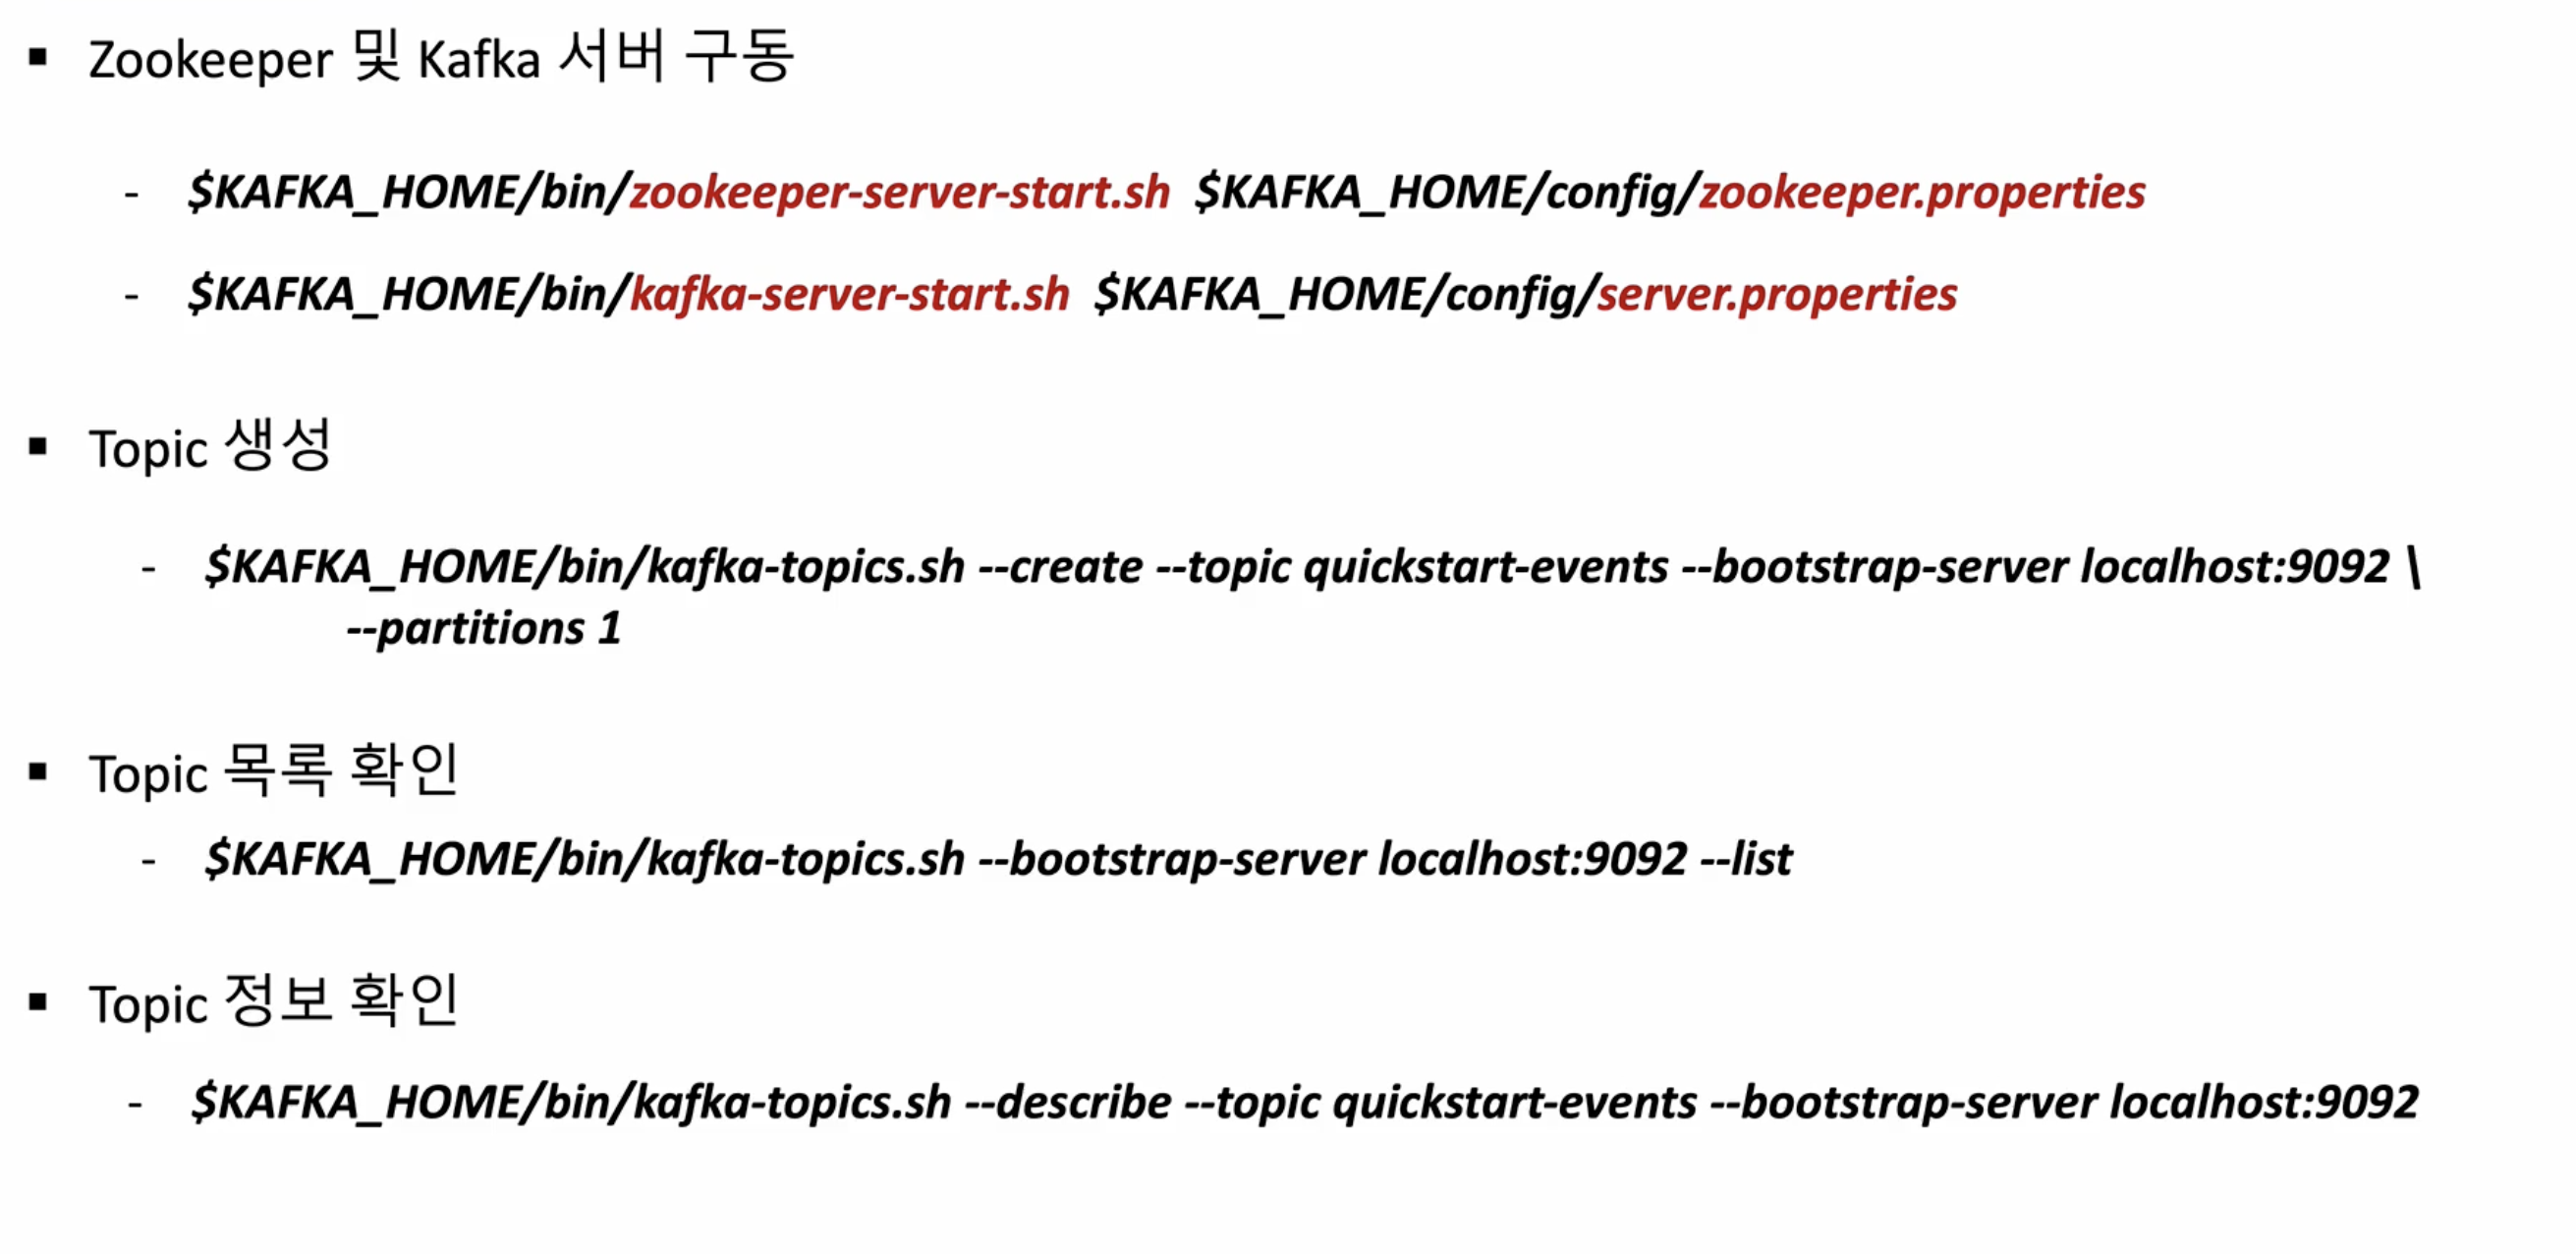 ▪ Zookeeper 및 Kafka 서버 구동
- $KAFKA_HOME/bin/zookeeper-server-start.sh $KAFKA_HOME/config/zookeeper.properties
- $KAFKA_HOME/bin/kafka-server-start.sh $KAFKA_HOME/config/server.properties
▪ Topic 생성
- $KAFKA_HOME/bin/kafka-topics.sh --create --topic quickstart-events --bootstrap-server localhost:9092 \
--partitions 1
▪ Topic 목록 확인
- $KAFKA_HOME/bin/kafka-topics.sh --bootstrap-server localhost:9092 --list
▪ Topic 정보 확인
- $KAFKA_HOME/bin/kafka-topics.sh --describe --topic quickstart-events --bootstrap-server localhost:9092